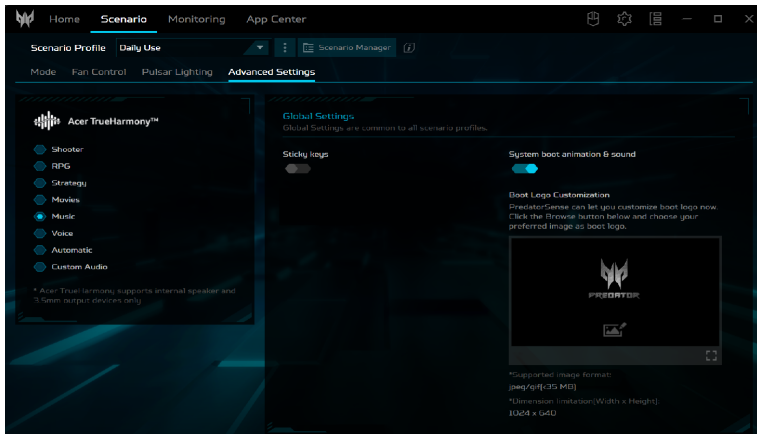 Home Scenario Monitoring App Center
Scenario Profile Daily Use Scenario Manager
Mode Fan Control Pulsar Lighting Advanced Settings
Acer TrueHarmony™
Shooter
RPG
Strategy
Movies
Music
Voice
Automatic
Custom Audio
* Acer TrueHarmony supports internal speaker and
3.5mm output devices only
Global Settings
Global Settings are common to all scenario profiles.
Sticky keys
System boot animation & sound
Boot Logo Customization
PredatorSense can let you customize boot logo now.
Click the Browse button below and choose your
preferred image as boot logo.
PREDATOR
*Supported image format:
jpeg/gif[<35 MB]
*Dimension limitation[Width x Height]:
1024 x 640